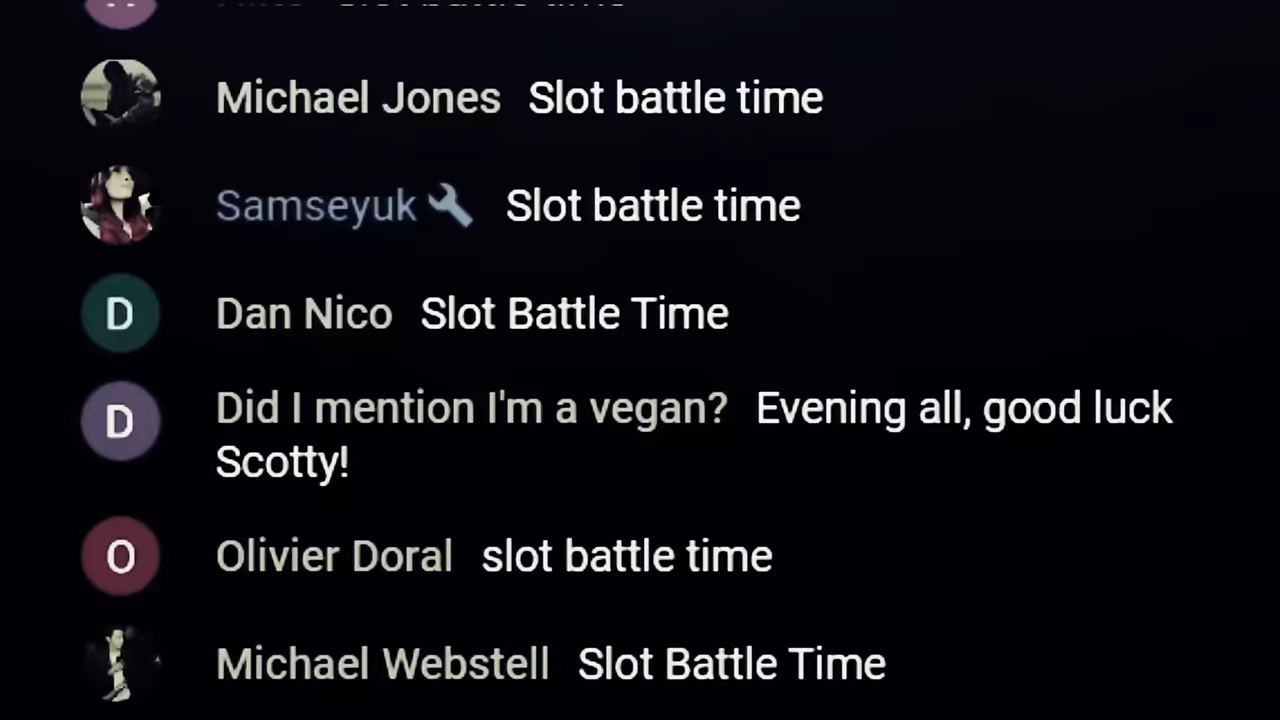 Michael Jones Slot battle time
Samseyuk Slot battle time
D Dan Nico Slot Battle Time
D Did I mention I'm a vegan? Evening all, good luck
Scotty!
O Olivier Doral slot battle time
Michael Webstell Slot Battle Time